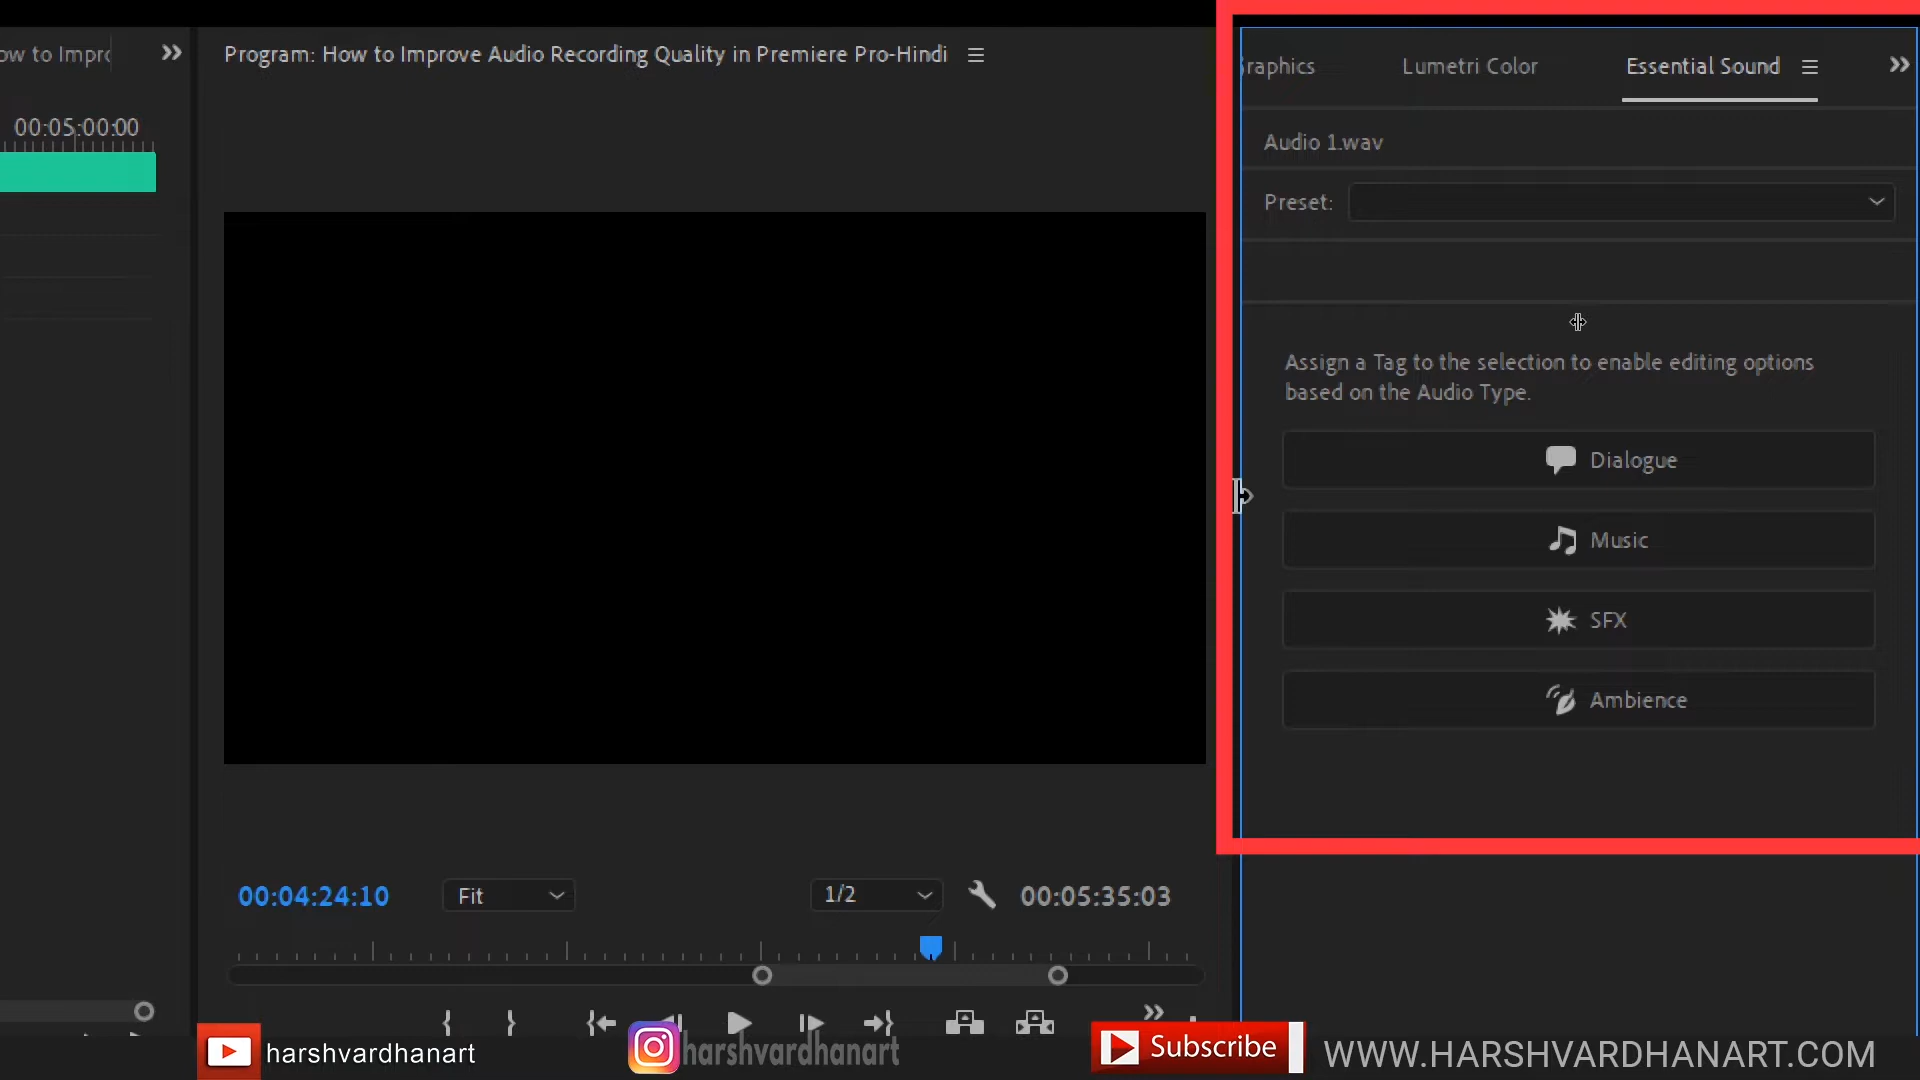 ow to Impro
Program: How to Improve Audio Recording Quality in Premiere Pro-Hindi
raphics
Lumetri Color
Essential Sound
00:05:00:00
Audio 1.wav
Preset:
Assign a Tag to the selection to enable editing options
based on the Audio Type.
Dialogue
Music
SFX
Ambience
00:04:24:10
Fit
1/2
00:05:35:03
harshvardhanart
harshvardhanart
Subscribe
WWW.HARSHVARDHANART.COM